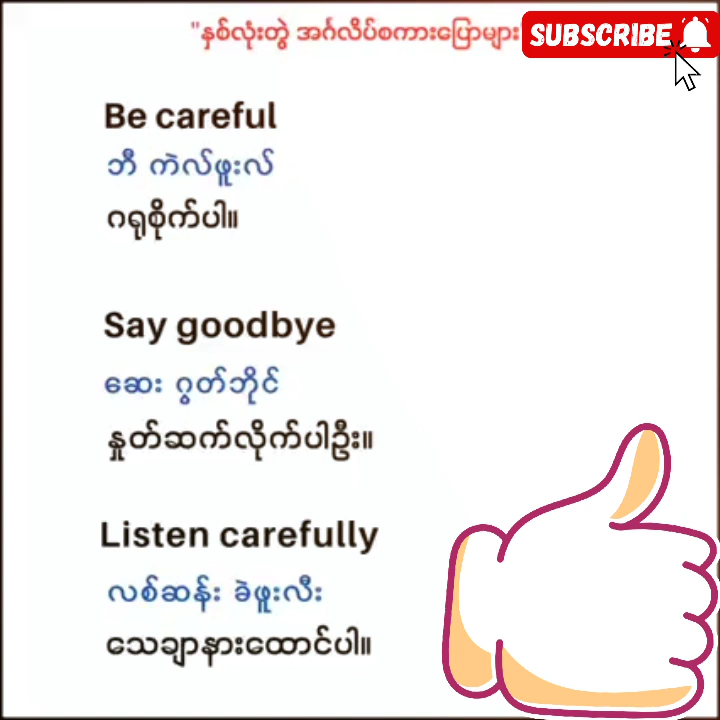 "နှစ်လုံးတွဲ အင်္ဂလိပ်စကားပြောများ
SUBSCRIBE
Be careful
ဘီ ကဲလ်ဖူးလ်
ဂရုစိုက်ပါ။
Say goodbye
ဆေး ဂွတ်ဘိုင်
နှုတ်ဆက်လိုက်ပါဦး။
Listen carefully
လစ်ဆန်း ခဲဖူးလီး
သေချာနားထောင်ပါ။